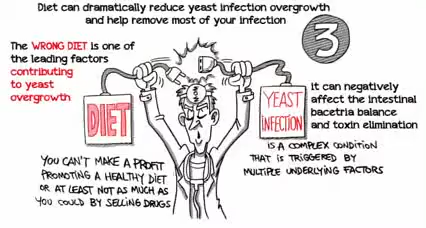 Diet can dramatically reduce yeast infection overgrowth
and help remove most of your infection
3
The WRONG DIET is one of
the leading factors
contributing
to yeast
overgrowth
DIET
YEAST
INFECTION
it can negatively
affect the intestinal
bacetria balance
and toxin elimination
YOU CAN'T MAKE A PROFIT
PROMOTING A HEALTHY DIET
OR AT LEAST NOT AS MUCH AS
YOU COULD BY SELLING DRUGS
IS A COMPLEX CONDITION
THAT IS TRIGGERED BY
MULTIPLE UNDERLYING FACTORS